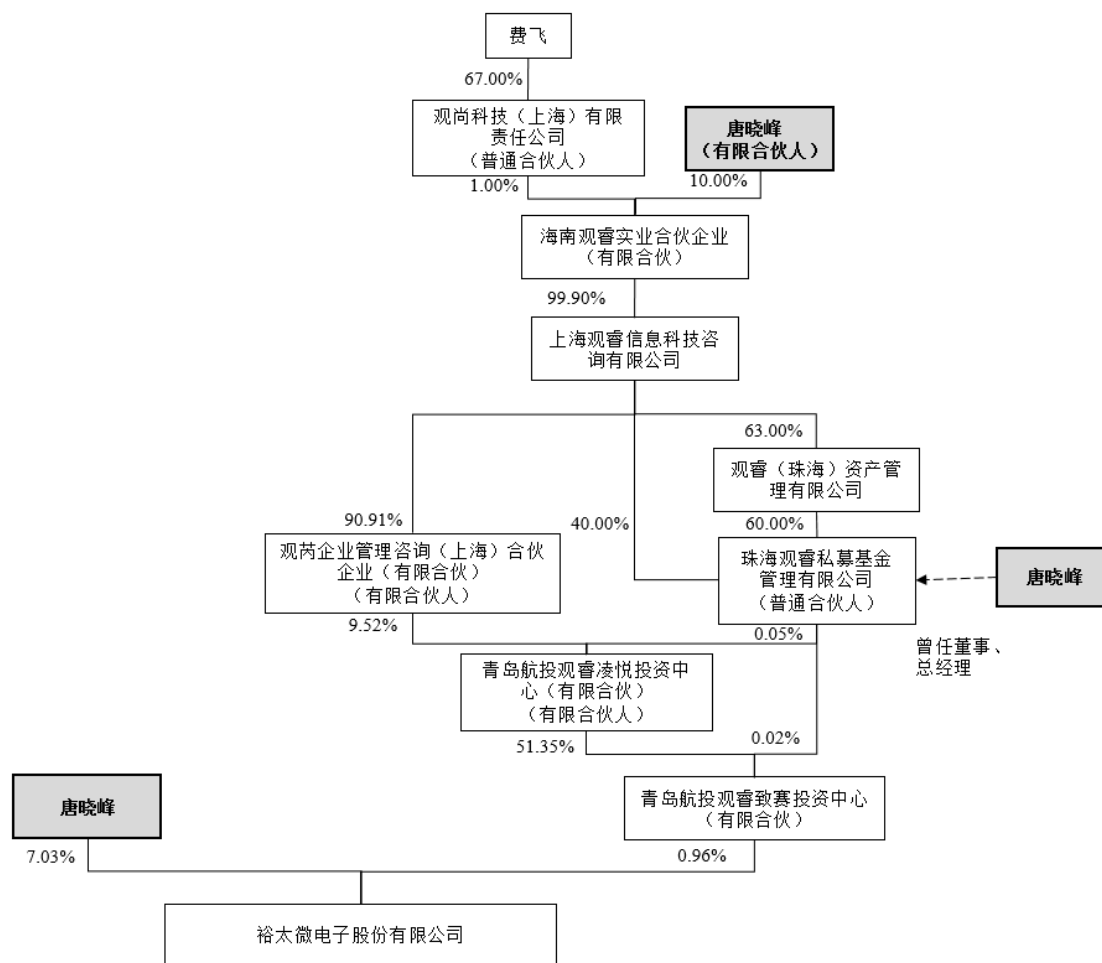 费飞
67.00%
观尚科技（上海）有限
责任公司
（普通合伙人）
唐晓峰
（有限合伙人）
1.00%
10.00%
海南观睿实业合伙企业
（有限合伙）
99.90%
上海观睿信息科技咨
询有限公司
63.00%
观睿（珠海）资产管
理有限公司
90.91%
40.00%
60.00%
观芮企业管理咨询（上海）合伙
企业（有限合伙）
（有限合伙人）
珠海观睿私募基金
管理有限公司
（普通合伙人）
唐晓峰
9.52%
0.05%
曾任董事、
总经理
青岛航投观睿凌悦投资中
心（有限合伙）
（有限合伙人）
51.35%
0.02%
唐晓峰
青岛航投观睿致赛投资中心
（有限合伙）
7.03%
0.96%
裕太微电子股份有限公司